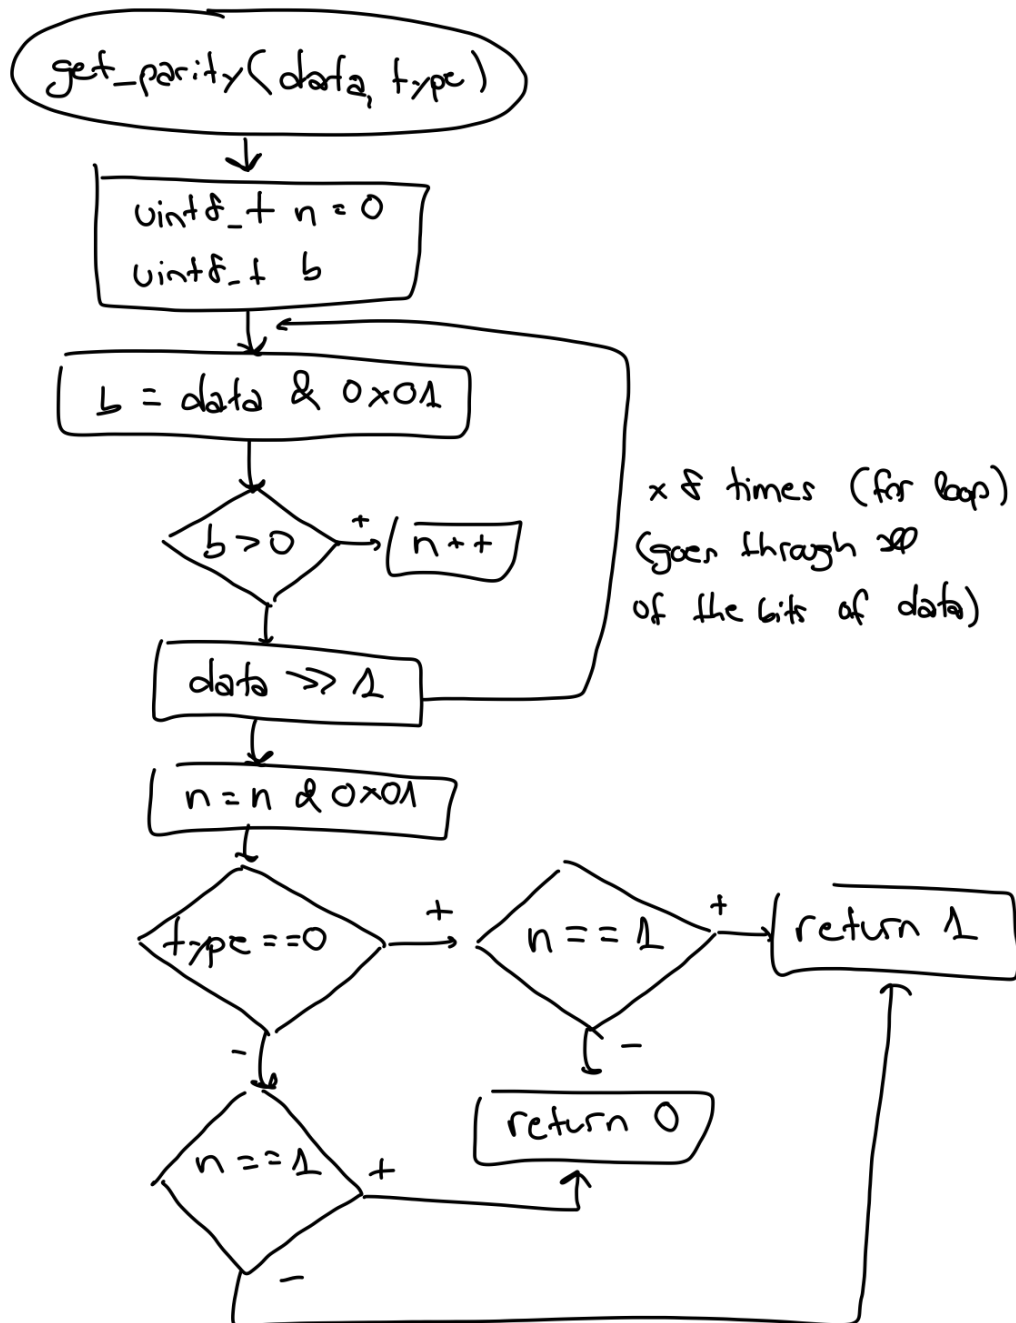 get_parity(data, type)
uint8_t n = 0
uint8_t b
b = data & 0x01
b > 0
+
n++
x 8 times (for loop)
(goes through all
of the bits of data)
data >> 1
n = n & 0x01
type==0
+
n == 1
+
return 1
-
-
return 0
n == 1
+
-